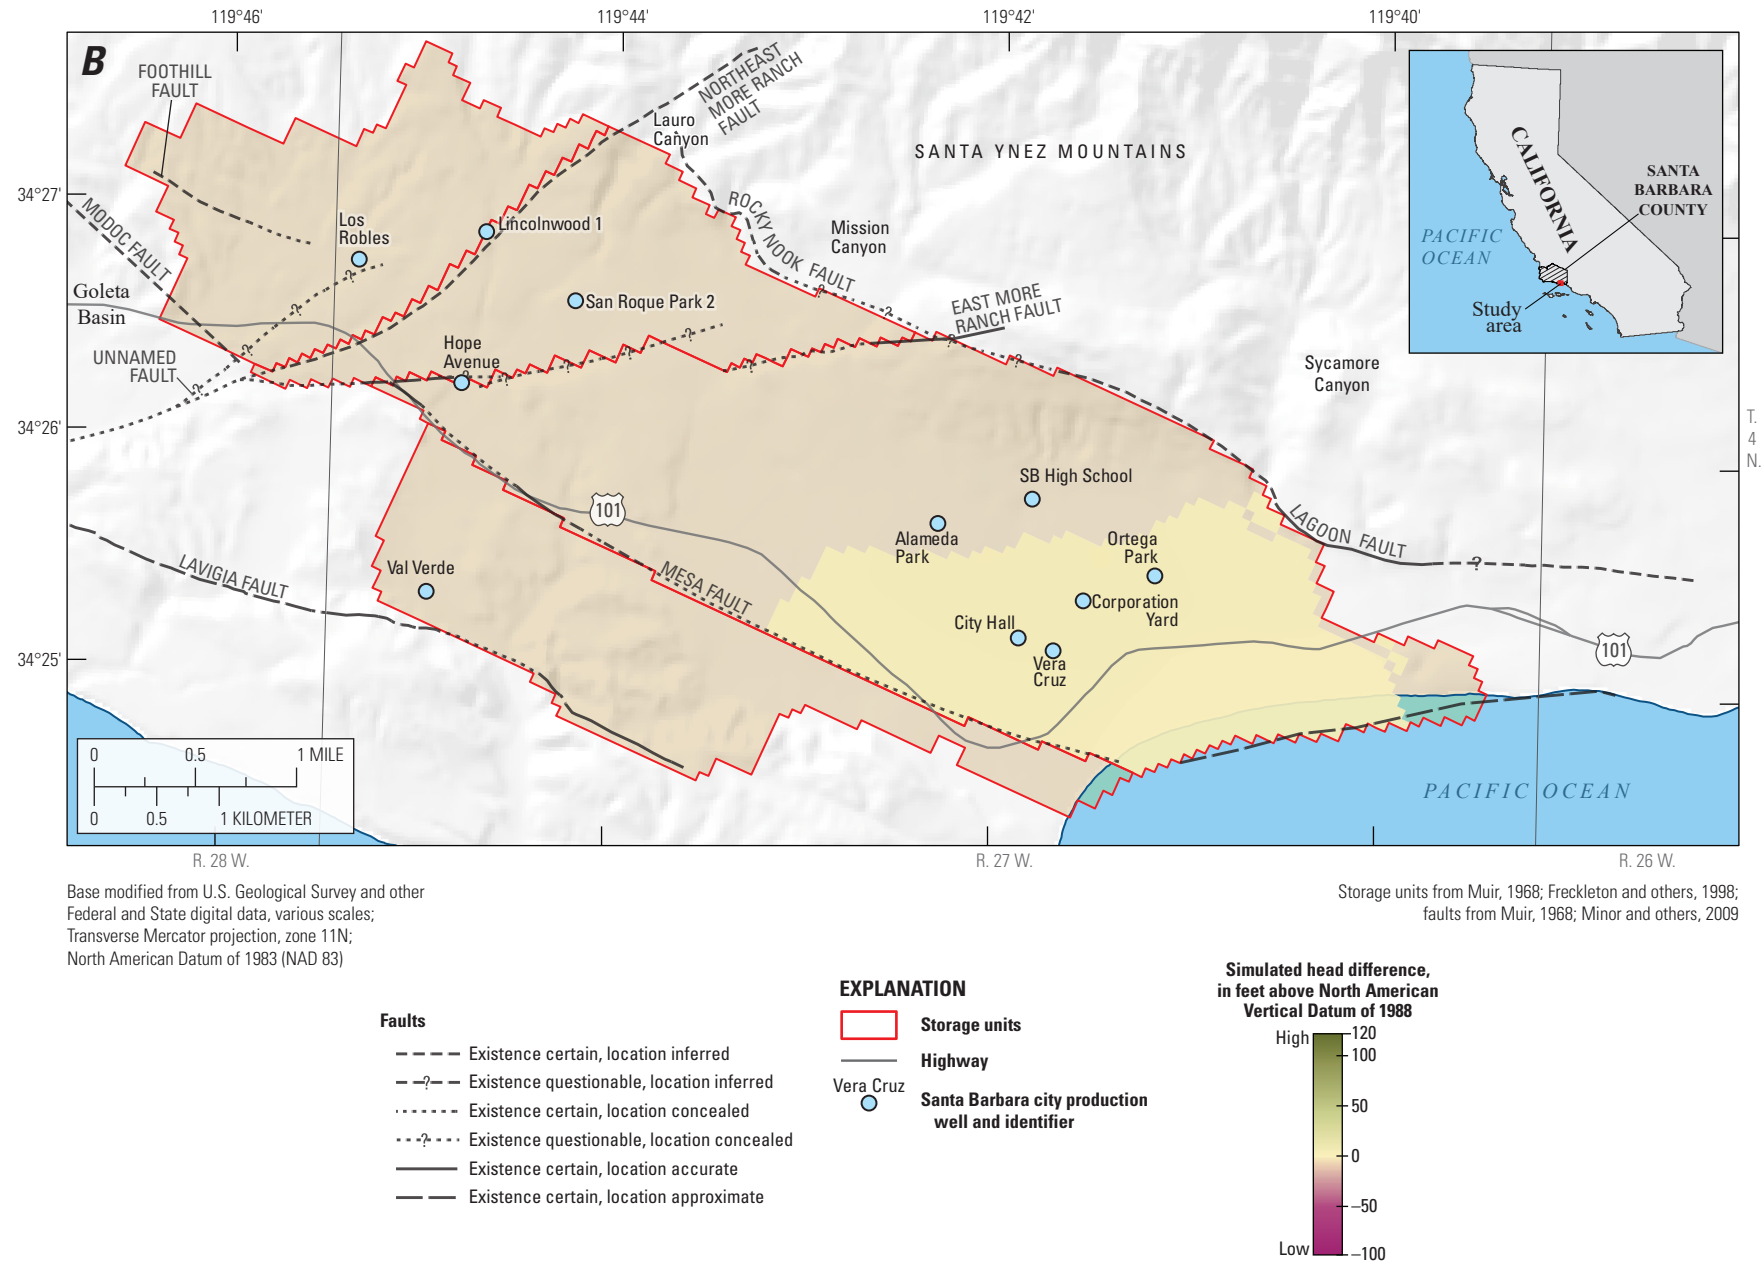 119°46'
119°44'
119°42'
119°40'
B
FOOTHILL
FAULT
NORTHEAST
MORE RANCH
FAULT
Lauro
Canyon
SANTA YNEZ MOUNTAINS
CALIFORNIA
SANTA
BARBARA
COUNTY
PACIFIC
OCEAN
Study
area
34°27'
MODOC FAULT
Los
Robles
Lincolnwood 1
ROCKY NOOK FAULT
Mission
Canyon
Goleta
Basin
San Roque Park 2
EAST MORE
RANCH FAULT
UNNAMED
FAULT
Hope
Avenue
Sycamore
Canyon
? ? ? ? ? ? ? ? ? ? ? ? ? ?
34°26'
T.
4
N.
SB High School
101
Alameda
Park
Ortega
Park
LAGOON FAULT
?
LAVIGIA FAULT
Val Verde
MESA FAULT
Corporation
Yard
City Hall
Vera
Cruz
101
34°25'
0 0.5 1 MILE
0 0.5 1 KILOMETER
PACIFIC OCEAN
R. 28 W.
R. 27 W.
R. 26 W.
Base modified from U.S. Geological Survey and other
Federal and State digital data, various scales;
Transverse Mercator projection, zone 11N;
North American Datum of 1983 (NAD 83)
Storage units from Muir, 1968; Freckleton and others, 1998;
faults from Muir, 1968; Minor and others, 2009
EXPLANATION
Faults
Existence certain, location inferred
? Existence questionable, location inferred
Existence certain, location concealed
? Existence questionable, location concealed
Existence certain, location accurate
Existence certain, location approximate
Storage units
Highway
Vera Cruz
Santa Barbara city production
well and identifier
Simulated head difference,
in feet above North American
Vertical Datum of 1988
High 120
100
50
0
–50
Low –100